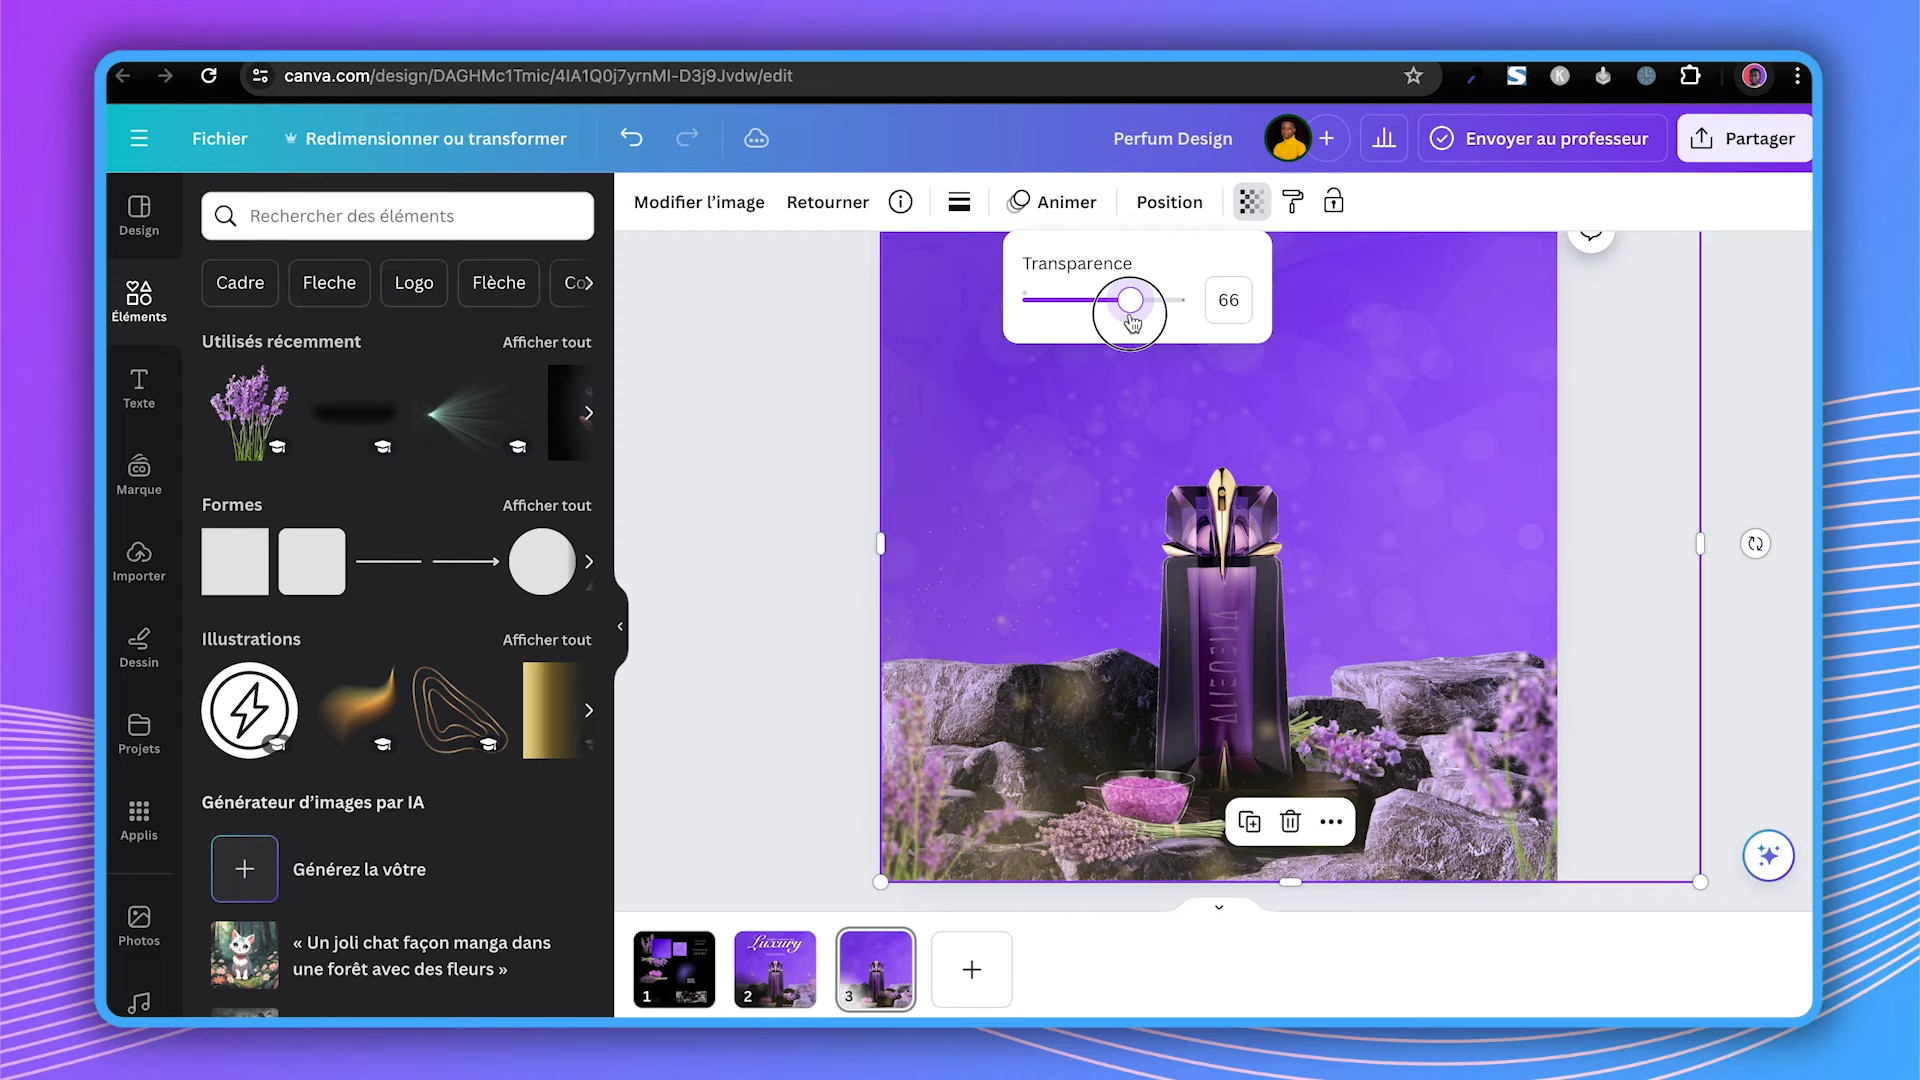 canva.com/design/DAGHMc1Tmic/4IA1Q0j7yrnMI-D3j9Jvdw/edit
Fichier
Redimensionner ou transformer
Perfum Design
Envoyer au professeur
Partager
Design
Éléments
Texte
Marque
Importer
Dessin
Projets
Applis
Photos
Rechercher des éléments
Cadre
Fleche
Logo
Flèche
Co
Utilisés récemment
Afficher tout
Formes
Afficher tout
Illustrations
Afficher tout
Générateur d’images par IA
Générez la vôtre
« Un joli chat façon manga dans
une forêt avec des fleurs »
Modifier l’image
Retourner
Animer
Position
Transparence
66
1
Luxury
2
3